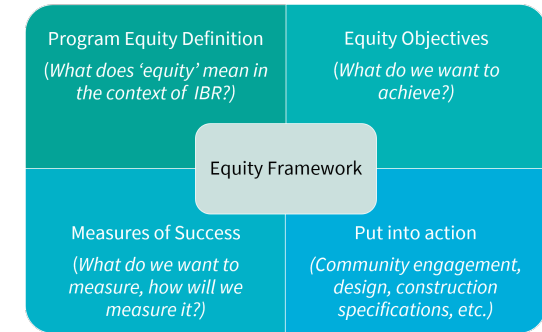 Program Equity Definition
(What does ‘equity’ mean in
the context of IBR?)
Equity Objectives
(What do we want to
achieve?)
Equity Framework
Measures of Success
(What do we want to
measure, how will we
measure it?)
Put into action
(Community engagement,
design, construction
specifications, etc.)